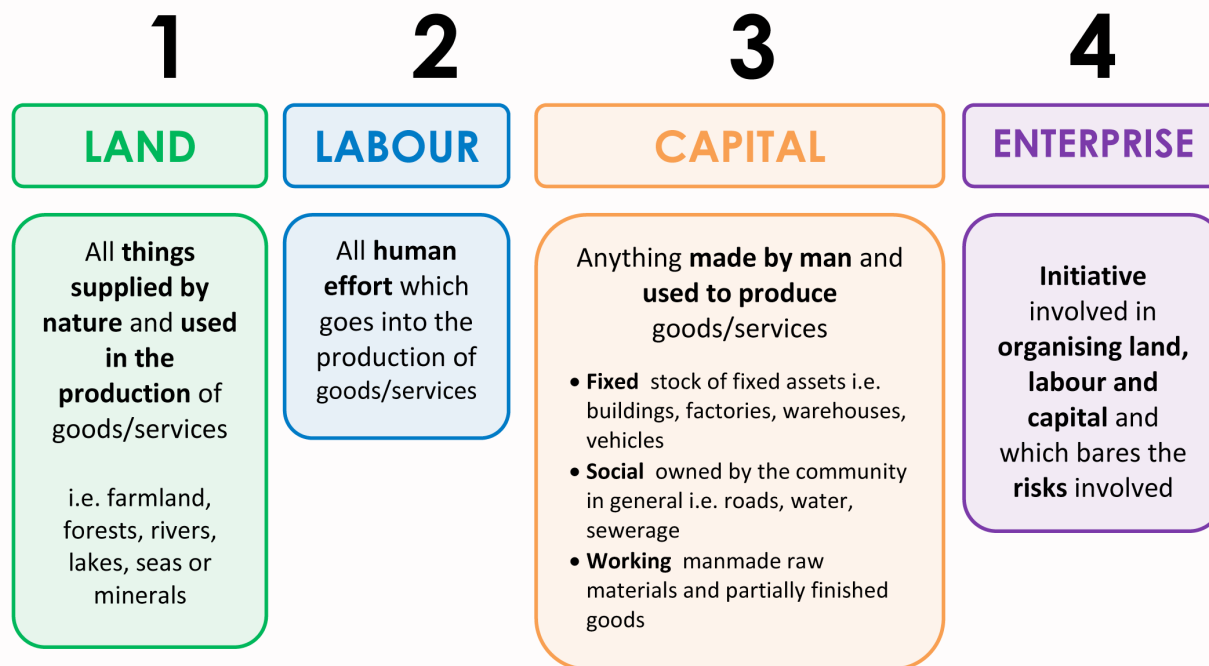 1
LAND
All things
supplied by
nature and used
in the
production of
goods/services
i.e. farmland,
forests, rivers,
lakes, seas or
minerals
2
LABOUR
All human
effort which
goes into the
production of
goods/services
3
CAPITAL
Anything made by man and
used to produce
goods/services
• Fixed stock of fixed assets i.e.
buildings, factories, warehouses,
vehicles
• Social owned by the community
in general i.e. roads, water,
sewerage
• Working manmade raw
materials and partially finished
goods
4
ENTERPRISE
Initiative
involved in
organising land,
labour and
capital and
which bares the
risks involved